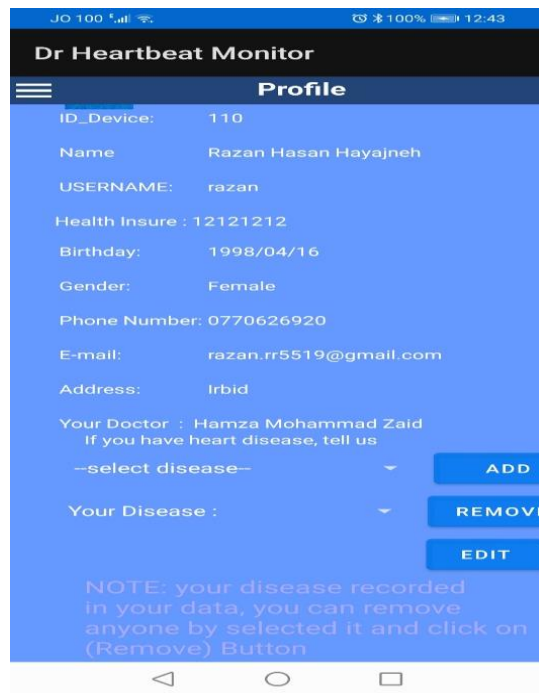 JO 100 100% 12:43
Dr Heartbeat Monitor
Profile
ID_Device: 110
Name Razan Hasan Hayajneh
USERNAME: razan
Health Insure : 12121212
Birthday: 1998/04/16
Gender: Female
Phone Number: 0770626920
E-mail: razan.rr5519@gmail.com
Address: Irbid
Your Doctor : Hamza Mohammad Zaid
If you have heart disease, tell us
--select disease-- ADD
Your Disease : REMOVE
EDIT
NOTE: your disease recorded
in your data, you can remove
anyone by selected it and click on
(Remove) Button